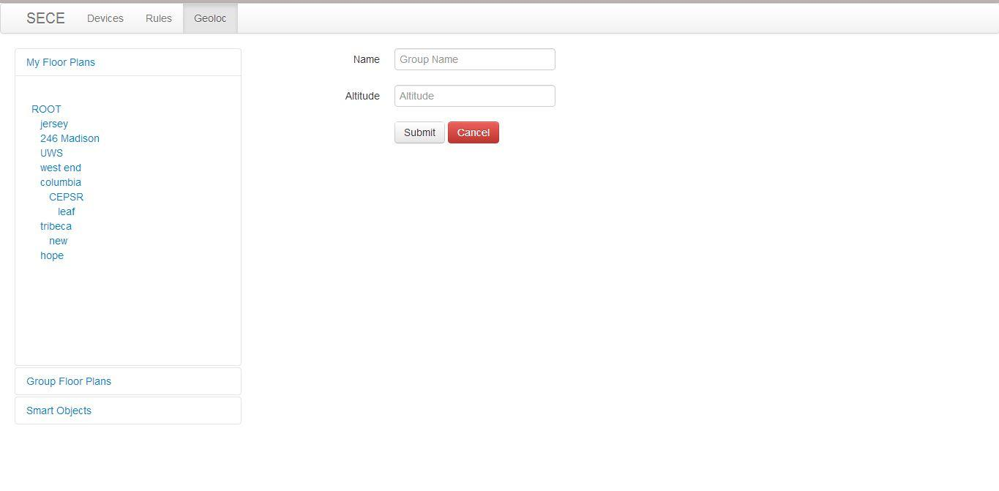 SECE Devices Rules Geoloc
My Floor Plans
ROOT
jersey
246 Madison
UWS
west end
columbia
CEPSR
leaf
tribeca
new
hope
Group Floor Plans
Smart Objects
Name Group Name
Altitude Altitude
Submit Cancel